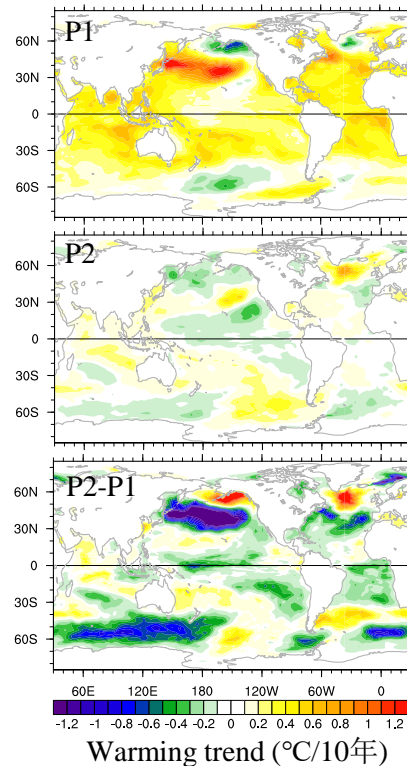 P1
60N
30N
0
30S
60S
P2
60N
30N
0
30S
60S
P2-P1
60N
30N
0
30S
60S
60E 120E 180 120W 60W 0
-1.2 -1 -0.8 -0.6 -0.4 -0.2 0 0.2 0.4 0.6 0.8 1 1.2
Warming trend (°C/10年)